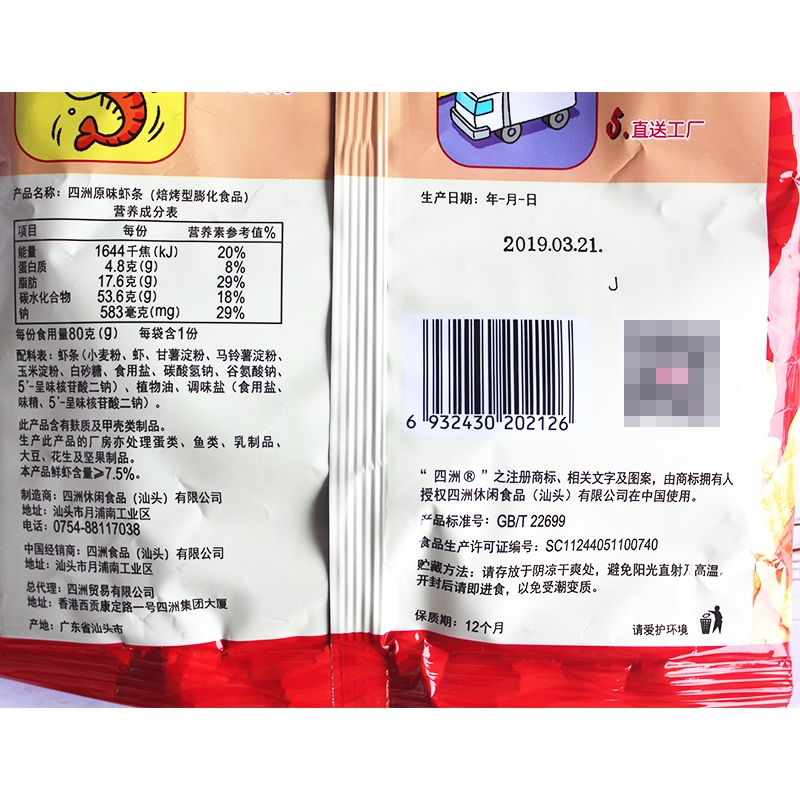 产品名称：四洲原味虾条（焙烤型膨化食品）
营养成分表
项目 每份 营养素参考值%
能量 1644千焦(kJ) 20%
蛋白质 4.8克(g) 8%
脂肪 17.6克(g) 29%
碳水化合物 53.6克(g) 18%
钠 583毫克(mg) 29%
每份食用量80克(g) 每袋含1份
配料表：虾条（小麦粉、虾、甘薯淀粉、马铃薯淀粉、
玉米淀粉、白砂糖、食用盐、碳酸氢钠、谷氨酸钠、
5’-呈味核苷酸二钠）、植物油、调味盐（食用盐、
味精、5’-呈味核苷酸二钠）。
此产品含有麸质及甲壳类制品。
生产此产品的厂房亦处理蛋类、鱼类、乳制品、
大豆、花生及坚果制品。
本产品鲜虾含量≥7.5%。
制造商：四洲休闲食品（汕头）有限公司
地址：汕头市月浦南工业区
电话：0754-88117038
中国经销商：四洲食品（汕头）有限公司
地址：汕头市月浦南工业区
总代理：四洲贸易有限公司
地址：香港西贡康定路一号四洲集团大厦
产地：广东省汕头市
5.直送工厂
生产日期：年-月-日
2019.03.21.
J
6 932430 202126
“四洲®”之注册商标、相关文字及图案，由商标拥有人
授权四洲休闲食品（汕头）有限公司在中国使用。
产品标准号：GB/T 22699
食品生产许可证编号：SC11244051100740
贮藏方法：请存放于阴凉干爽处，避免阳光直射及高温。
开封后请即进食，以免受潮变质。
保质期：12个月
请爱护环境